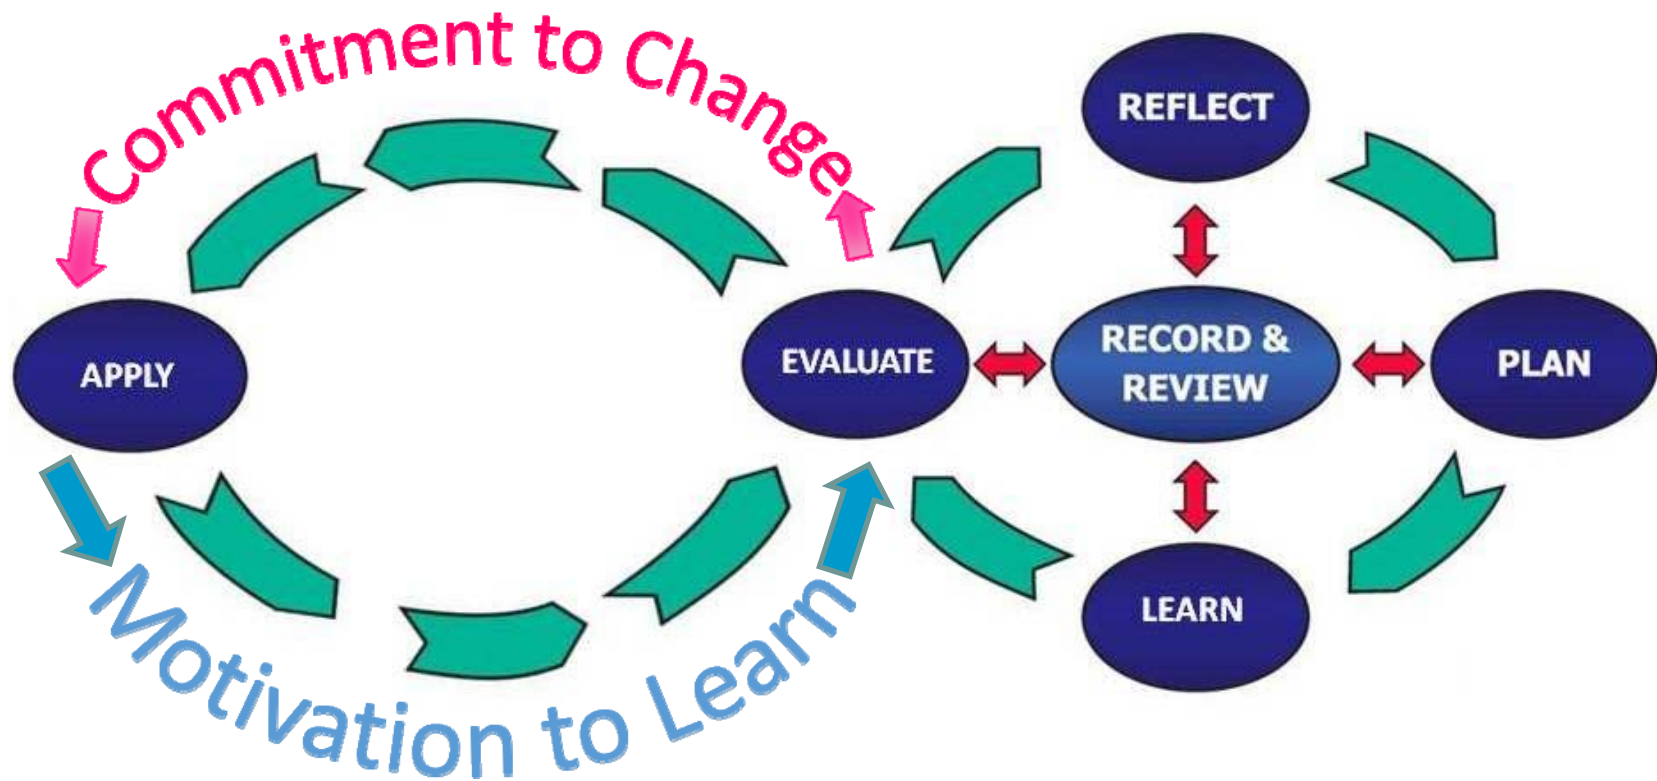 Commitment to Change
REFLECT
APPLY
EVALUATE
RECORD &
REVIEW
PLAN
LEARN
Motivation to Learn